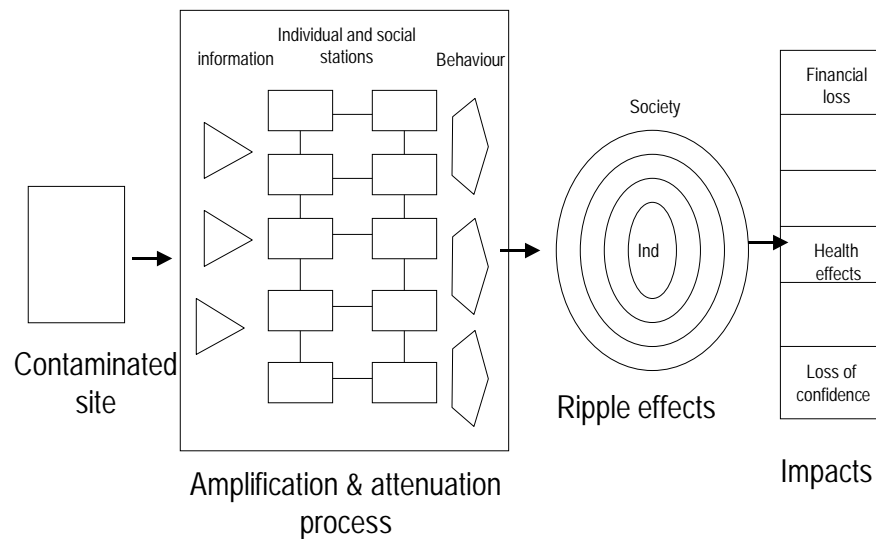 information
Individual and social
stations
Behaviour
Society
Ind
Financial
loss
Health
effects
Loss of
confidence
Contaminated
site
Amplification & attenuation
process
Ripple effects
Impacts